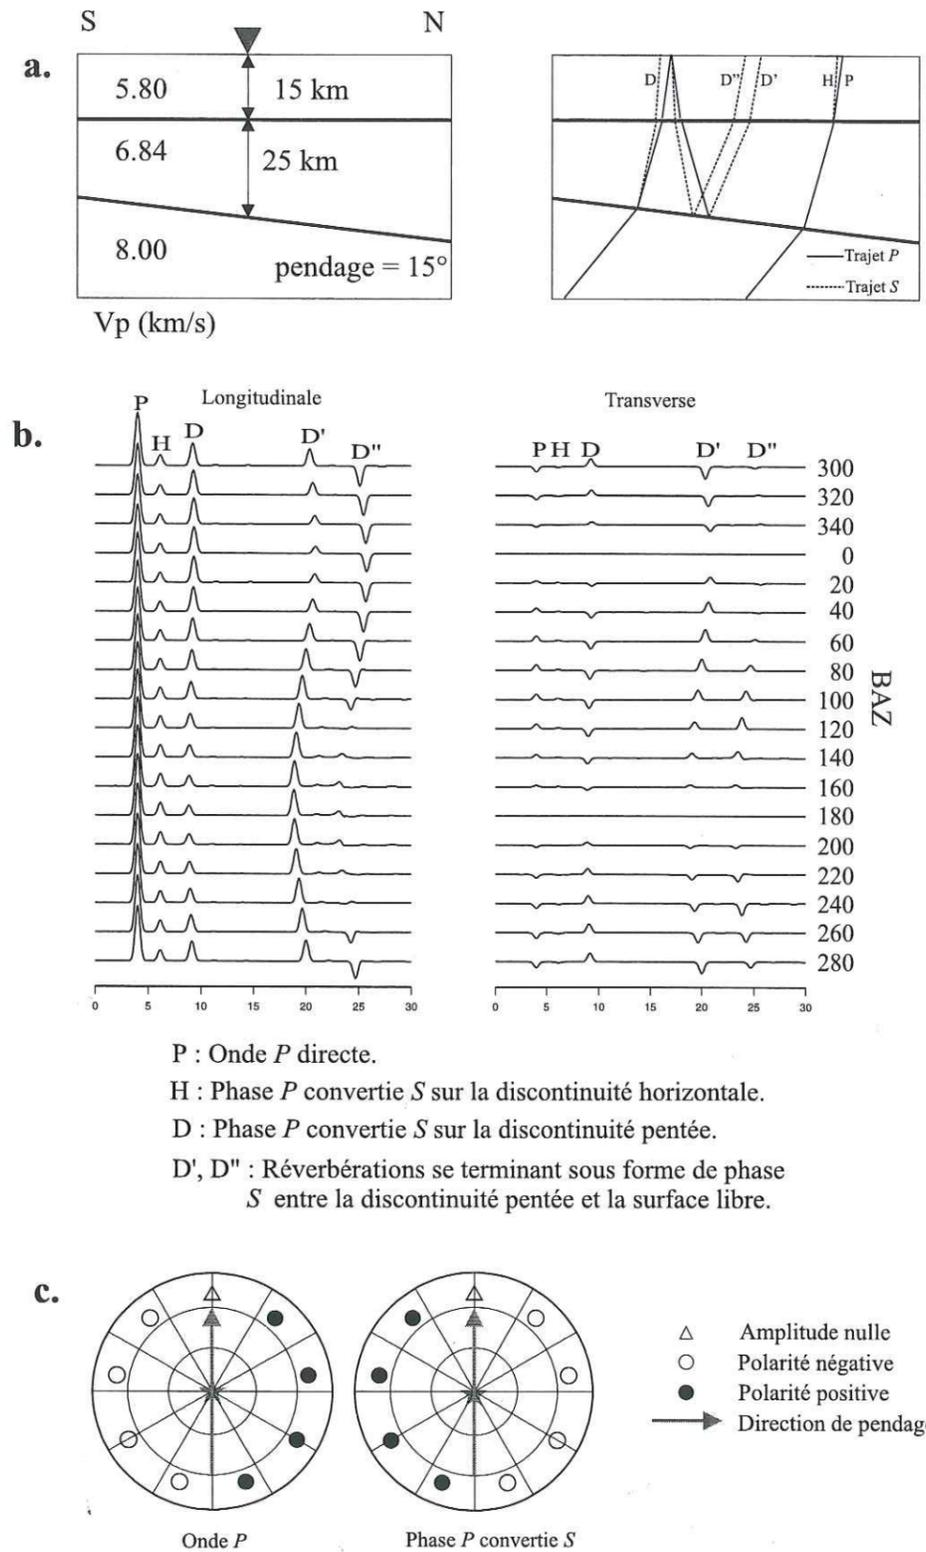 S N
a.
5.80 15 km
6.84 25 km
8.00
pendage = 15°
Vp (km/s)
D D" D' H P
Trajet P
Trajet S
b.
Longitudinale
P H D D' D"
Transverse
P H D D' D"
300
320
340
0
20
40
60
80
100
120
140
160
180
200
220
240
260
280
BAZ
0 5 10 15 20 25 30
0 5 10 15 20 25 30
P : Onde P directe.
H : Phase P convertie S sur la discontinuité horizontale.
D : Phase P convertie S sur la discontinuité pentée.
D', D" : Réverbérations se terminant sous forme de phase
S entre la discontinuité pentée et la surface libre.
c.
Amplitude nulle
Polarité négative
Polarité positive
Direction de pendag
Onde P
Phase P convertie S